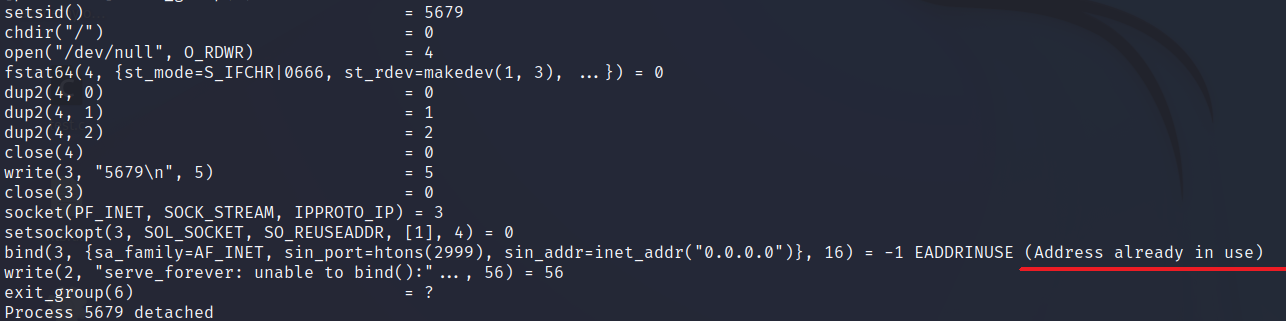 setsid() = 5679
chdir("/") = 0
open("/dev/null", O_RDWR) = 4
fstat64(4, {st_mode=S_IFCHR|0666, st_rdev=makedev(1, 3), ...}) = 0
dup2(4, 0) = 0
dup2(4, 1) = 1
dup2(4, 2) = 2
close(4) = 0
write(3, "5679\n", 5) = 5
close(3) = 0
socket(PF_INET, SOCK_STREAM, IPPROTO_IP) = 3
setsockopt(3, SOL_SOCKET, SO_REUSEADDR, [1], 4) = 0
bind(3, {sa_family=AF_INET, sin_port=htons(2999), sin_addr=inet_addr("0.0.0.0")}, 16) = -1 EADDRINUSE (Address already in use)
write(2, "serve_forever: unable to bind():"..., 56) = 56
exit_group(6) = ?
Process 5679 detached